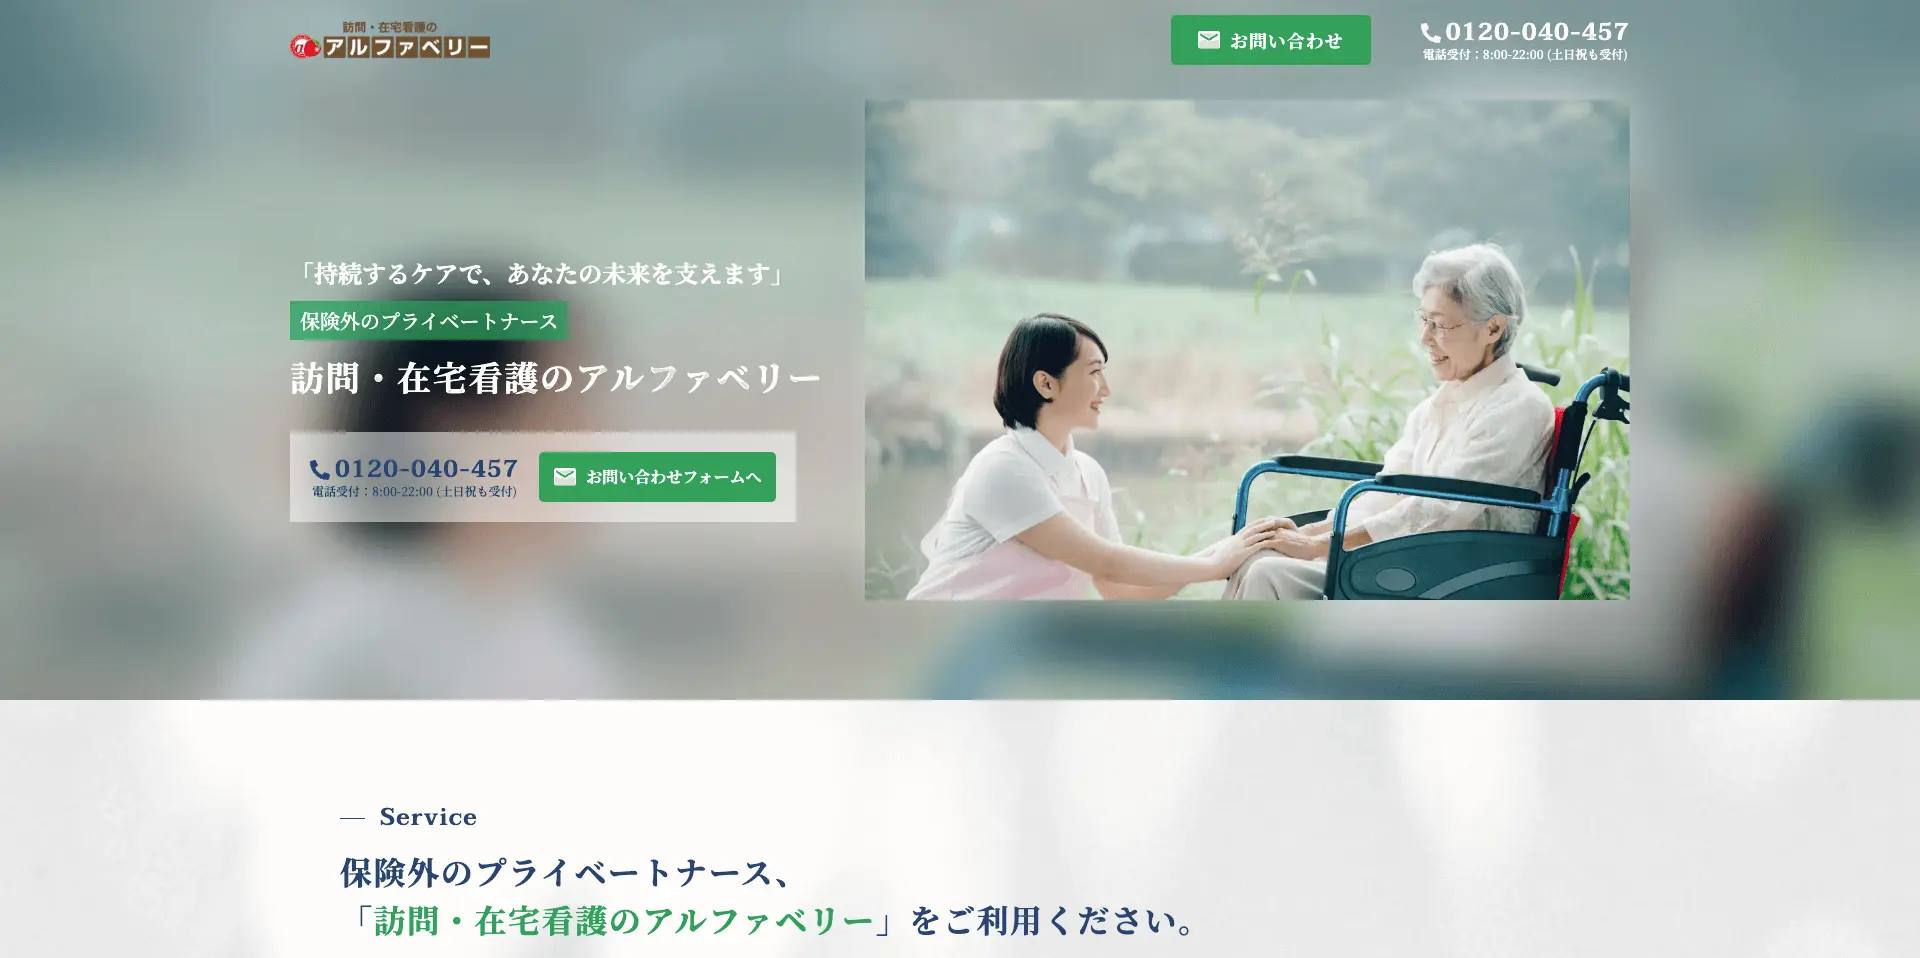 訪問・在宅看護の
アルファベリー
お問い合わせ
0120-040-457
電話受付：8:00-22:00 (土日祝も受付)
「持続するケアで、あなたの未来を支えます」
保険外のプライベートナース
訪問・在宅看護のアルファベリー
0120-040-457
電話受付：8:00-22:00 (土日祝も受付)
お問い合わせフォームへ
Service
保険外のプライベートナース、
「訪問・在宅看護のアルファベリー」をご利用ください。